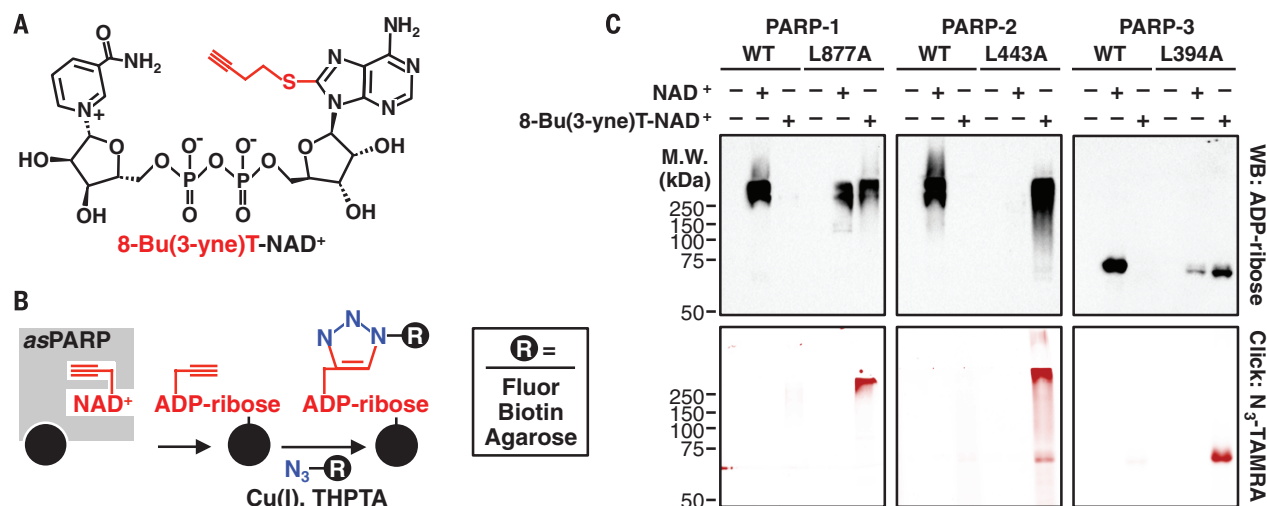 A
NH₂
O
NH₂
N
N
S
N
N
N+
O
O⁻
O⁻
O
HO
O
O
O
OH
P
P
HO
O
O
OH
OH
8-Bu(3-yne)T-NAD⁺
B
asPARP
NAD⁺
ADP-ribose
N
N
N
R
ADP-ribose
N₃
R
Cu(I), THPTA
R =
Fluor
Biotin
Agarose
C
PARP-1 PARP-2 PARP-3
WT L877A WT L443A WT L394A
NAD⁺ – + – – + – – + – – + – – + – – + –
8-Bu(3-yne)T-NAD⁺ – – + – – + – – + – – + – – + – – +
M.W.
(kDa)
250
150
100
75
50
WB: ADP-ribose
250
150
100
75
50
Click: N₃-TAMRA